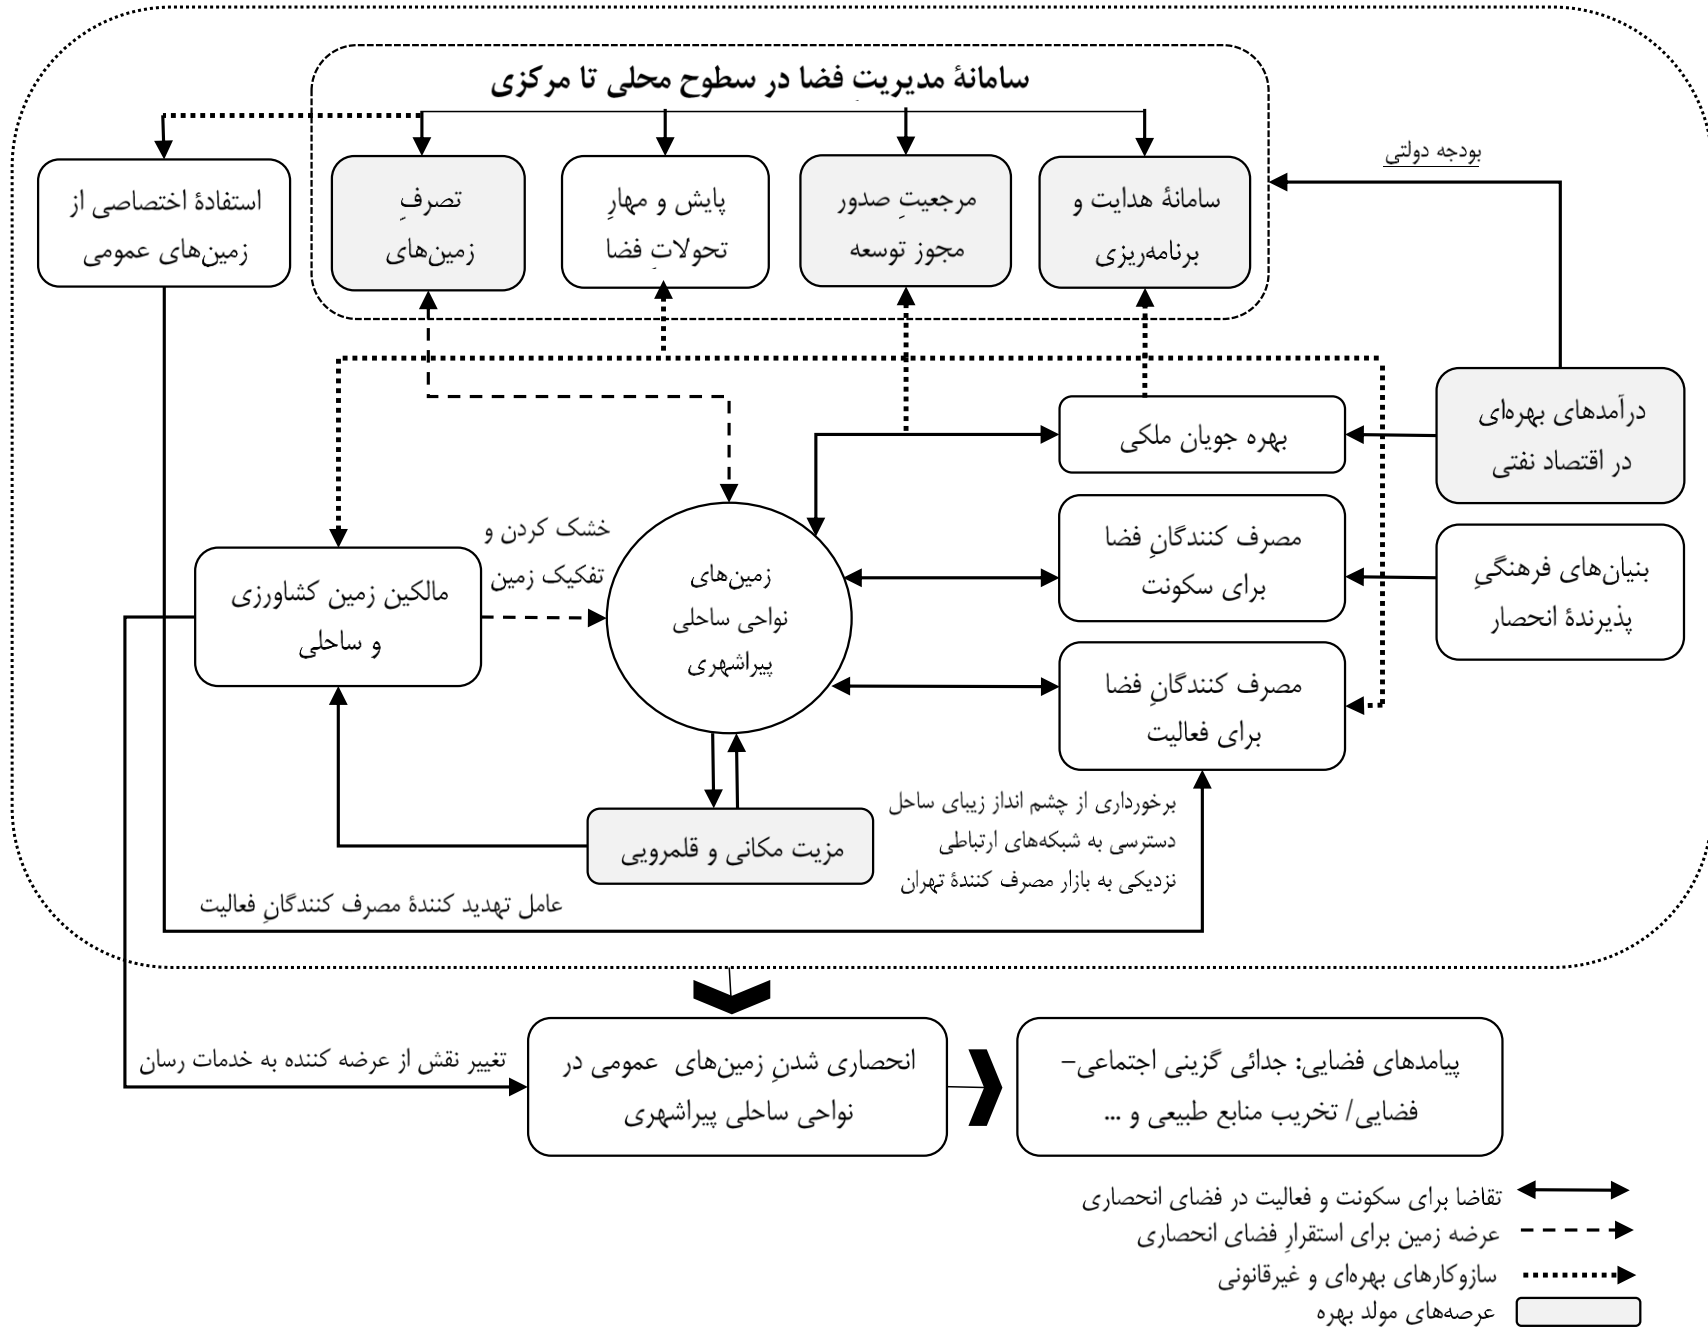 سامانهٔ مدیریتِ فضا در سطوح محلی تا مرکزی
بودجه دولتی
سامانهٔ هدایت و
برنامه‌ریزی
مرجعیتِ صدور
مجوز توسعه
پایش و مهارِ
تحولاتِ فضا
تصرفِ
زمین‌های
استفادهٔ اختصاصی از
زمین‌های عمومی
درآمدهای بهره‌ای
در اقتصاد نفتی
بهره جویان ملکی
بنیان‌های فرهنگیِ
پذیرندهٔ انحصار
مصرف کنندگانِ فضا
برای سکونت
مصرف کنندگانِ فضا
برای فعالیت
زمین‌های
نواحی ساحلی
پیراشهری
خشک کردن و
تفکیک زمین
مالکین زمین کشاورزی
و ساحلی
مزیت مکانی و قلمرویی
برخورداری از چشم انداز زیبای ساحل
دسترسی به شبکه‌های ارتباطی
نزدیکی به بازار مصرف کنندهٔ تهران
عامل تهدید کنندهٔ مصرف کنندگانِ فعالیت
تغییر نقش از عرضه کننده به خدمات رسان
انحصاری شدنِ زمین‌های عمومی در
نواحی ساحلی پیراشهری
پیامدهای فضایی: جدائی گزینی اجتماعی–
فضایی/ تخریب منابع طبیعی و ...
تقاضا برای سکونت و فعالیت در فضای انحصاری
عرضه زمین برای استقرارِ فضای انحصاری
سازوکارهای بهره‌ای و غیرقانونی
عرصه‌های مولد بهره